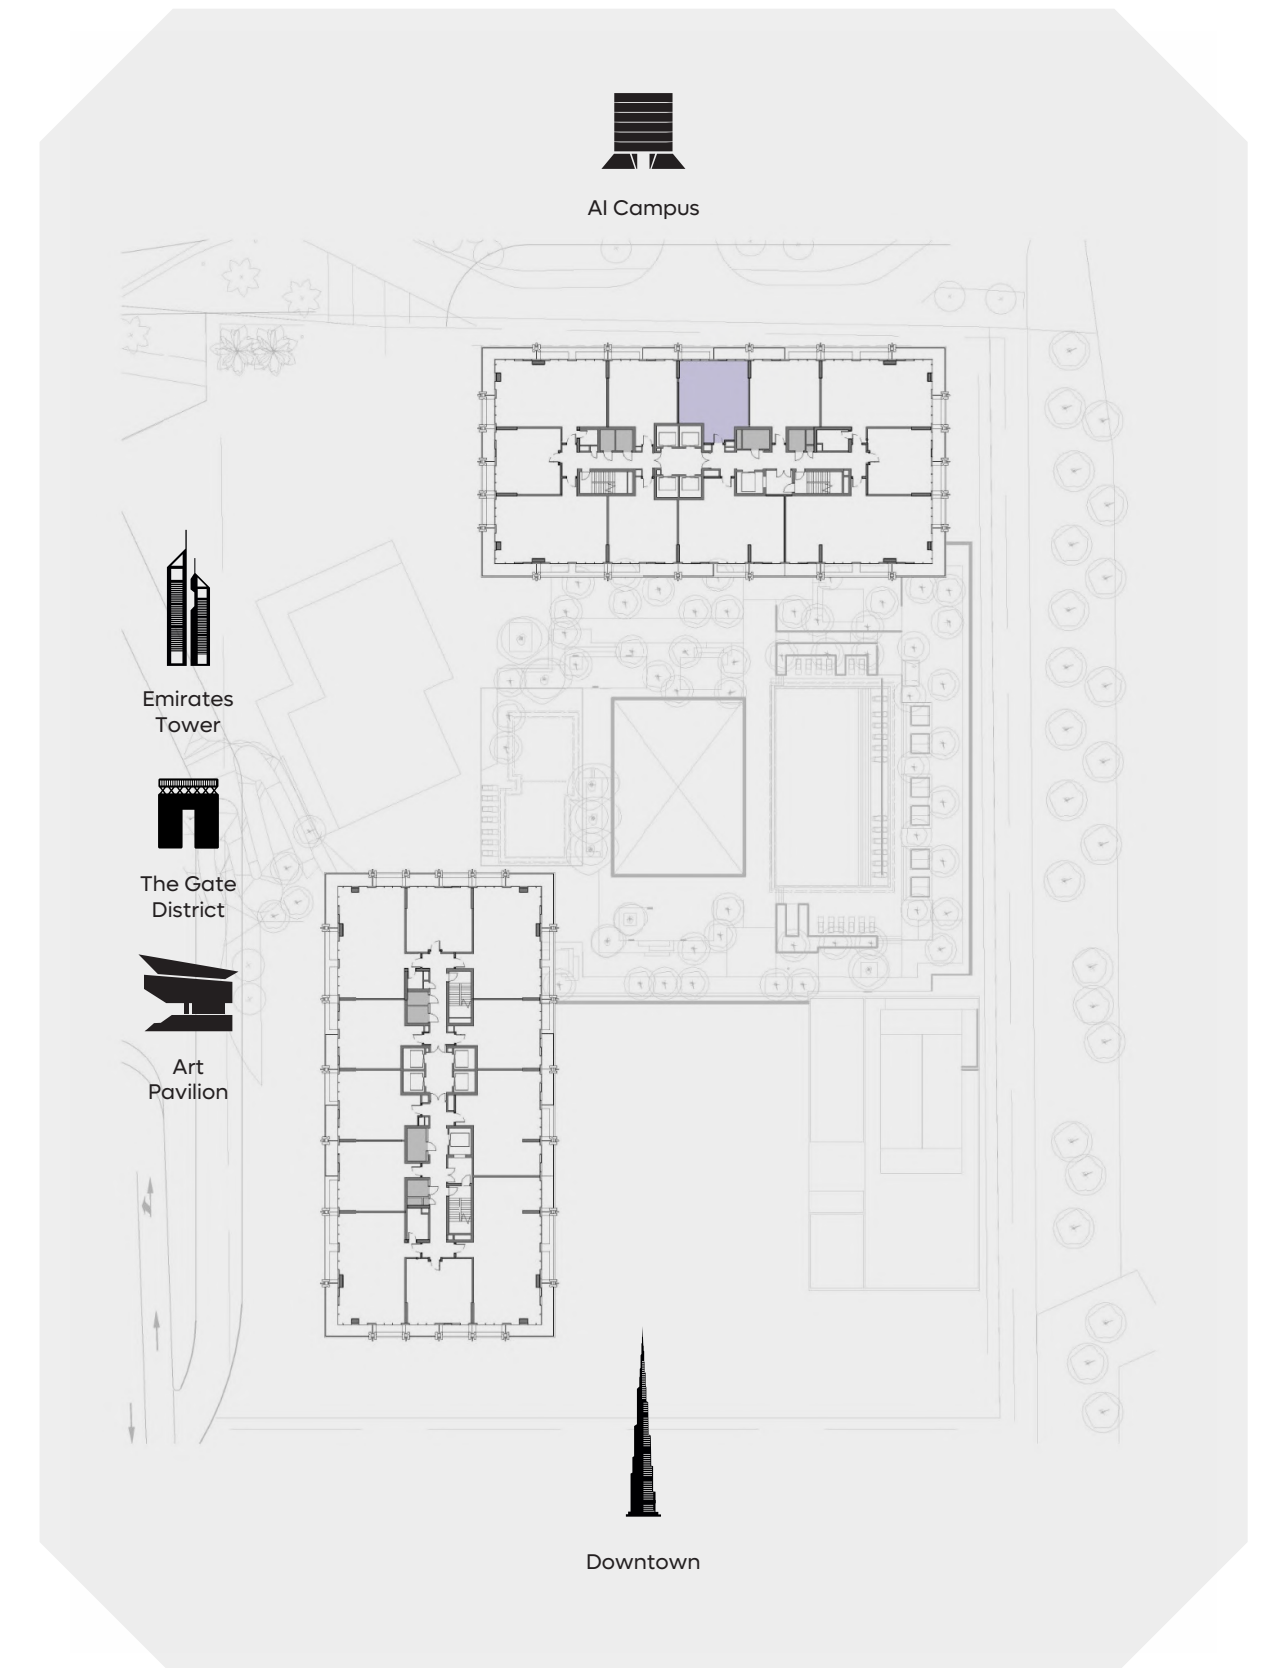 AI Campus
Emirates
Tower
The Gate
District
Art
Pavilion
Downtown